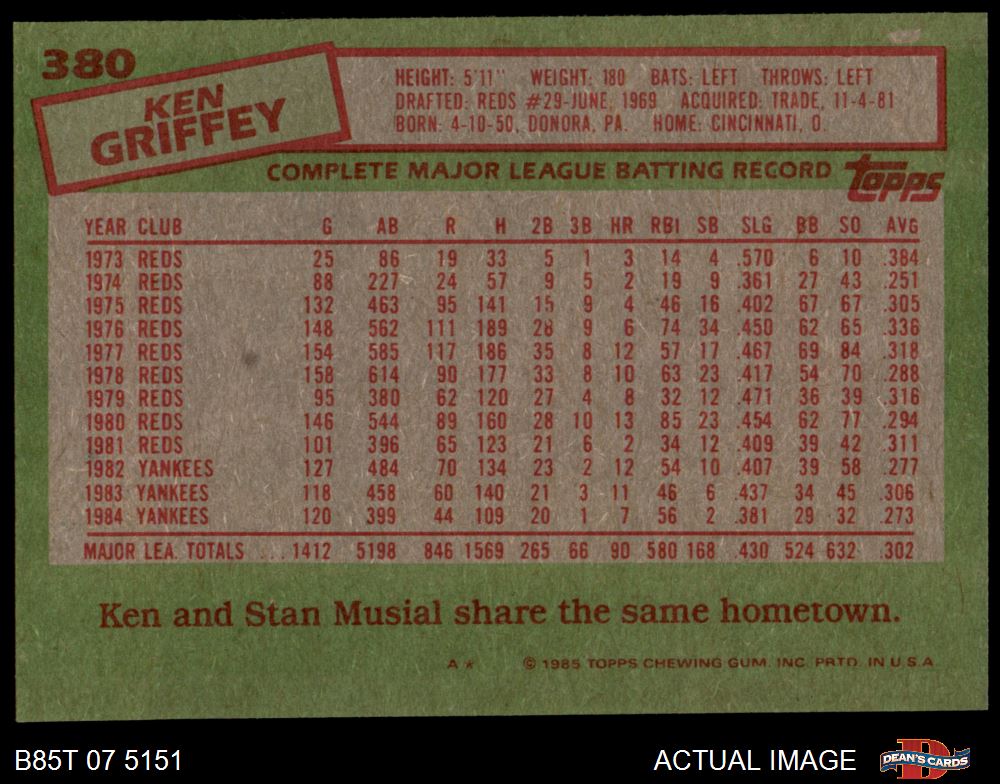 380
KEN
GRIFFEY
HEIGHT: 5'11" WEIGHT: 180 BATS: LEFT THROWS: LEFT
DRAFTED: REDS #29-JUNE, 1969 ACQUIRED: TRADE, 11-4-81
BORN: 4-10-50, DONORA, PA. HOME: CINCINNATI, O.
COMPLETE MAJOR LEAGUE BATTING RECORD Topps
YEAR CLUB G AB R H 2B 3B HR RBI SB SLG BB SO AVG
1973 REDS 25 86 19 33 5 1 3 14 4 .570 6 10 .384
1974 REDS 88 227 24 57 9 5 2 19 9 .361 27 43 .251
1975 REDS 132 463 95 141 15 9 4 46 16 .402 67 67 .305
1976 REDS 148 562 111 189 28 9 6 74 34 .450 62 65 .336
1977 REDS 154 585 117 186 35 8 12 57 17 .467 69 84 .318
1978 REDS 158 614 90 177 33 8 10 63 23 .417 54 70 .288
1979 REDS 95 380 62 120 27 4 8 32 12 .471 36 39 .316
1980 REDS 146 544 89 160 28 10 13 85 23 .454 62 77 .294
1981 REDS 101 396 65 123 21 6 2 34 12 .409 39 42 .311
1982 YANKEES 127 484 70 134 23 2 12 54 10 .407 39 58 .277
1983 YANKEES 118 458 60 140 21 3 11 46 6 .437 34 45 .306
1984 YANKEES 120 399 44 109 20 1 7 56 2 .381 29 32 .273
MAJOR LEA. TOTALS ... 1412 5198 846 1569 265 66 90 580 168 .430 524 632 .302
Ken and Stan Musial share the same hometown.
A * © 1985 TOPPS CHEWING GUM, INC. PRTD. IN U.S.A.
B85T 07 5151 ACTUAL IMAGE D DEAN'S CARDS